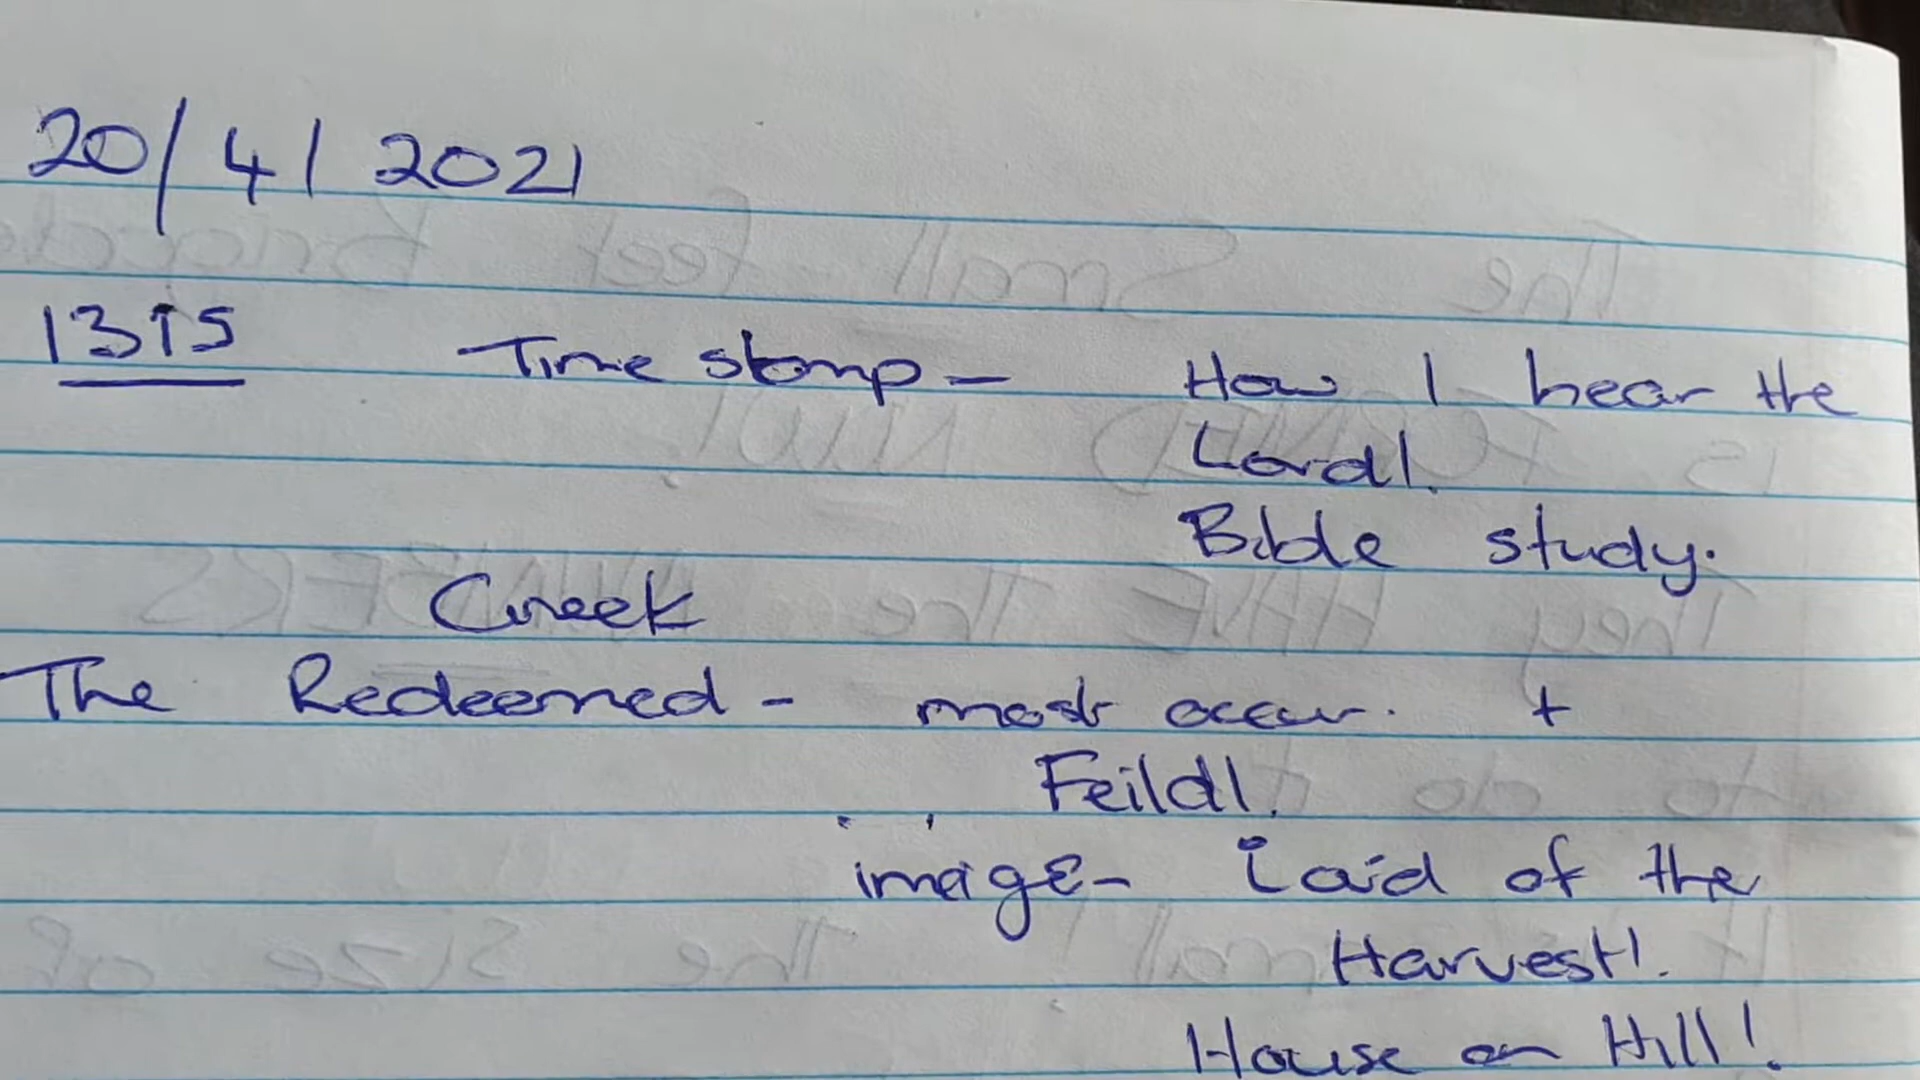 20/4/2021
1315 Time stamp - How I hear the
Lord!
Bible study.
Creek
The Redeemed - most occur. +
Feild!
image - Laid of the
Harvest!
House on Hill!